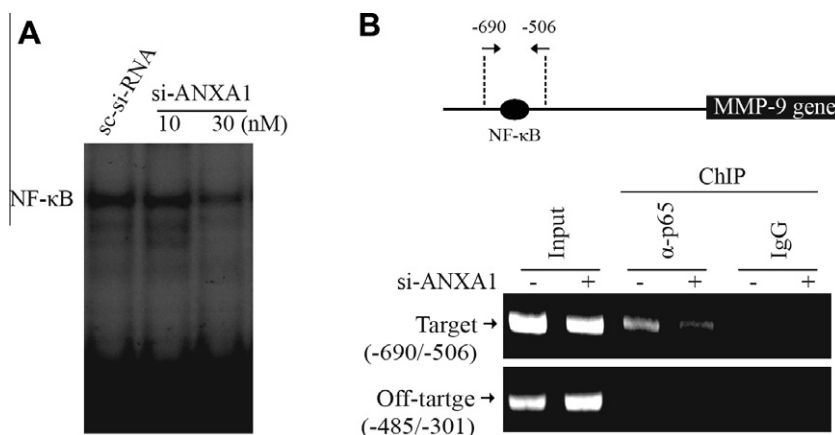 A
sc-si-RNA
si-ANXA1
10 30 (nM)
NF-κB
B
-690 -506
NF-κB
MMP-9 gene
ChIP
Input
α-p65
IgG
si-ANXA1 - + - + - +
Target
(-690/-506)
Off-tartge
(-485/-301)